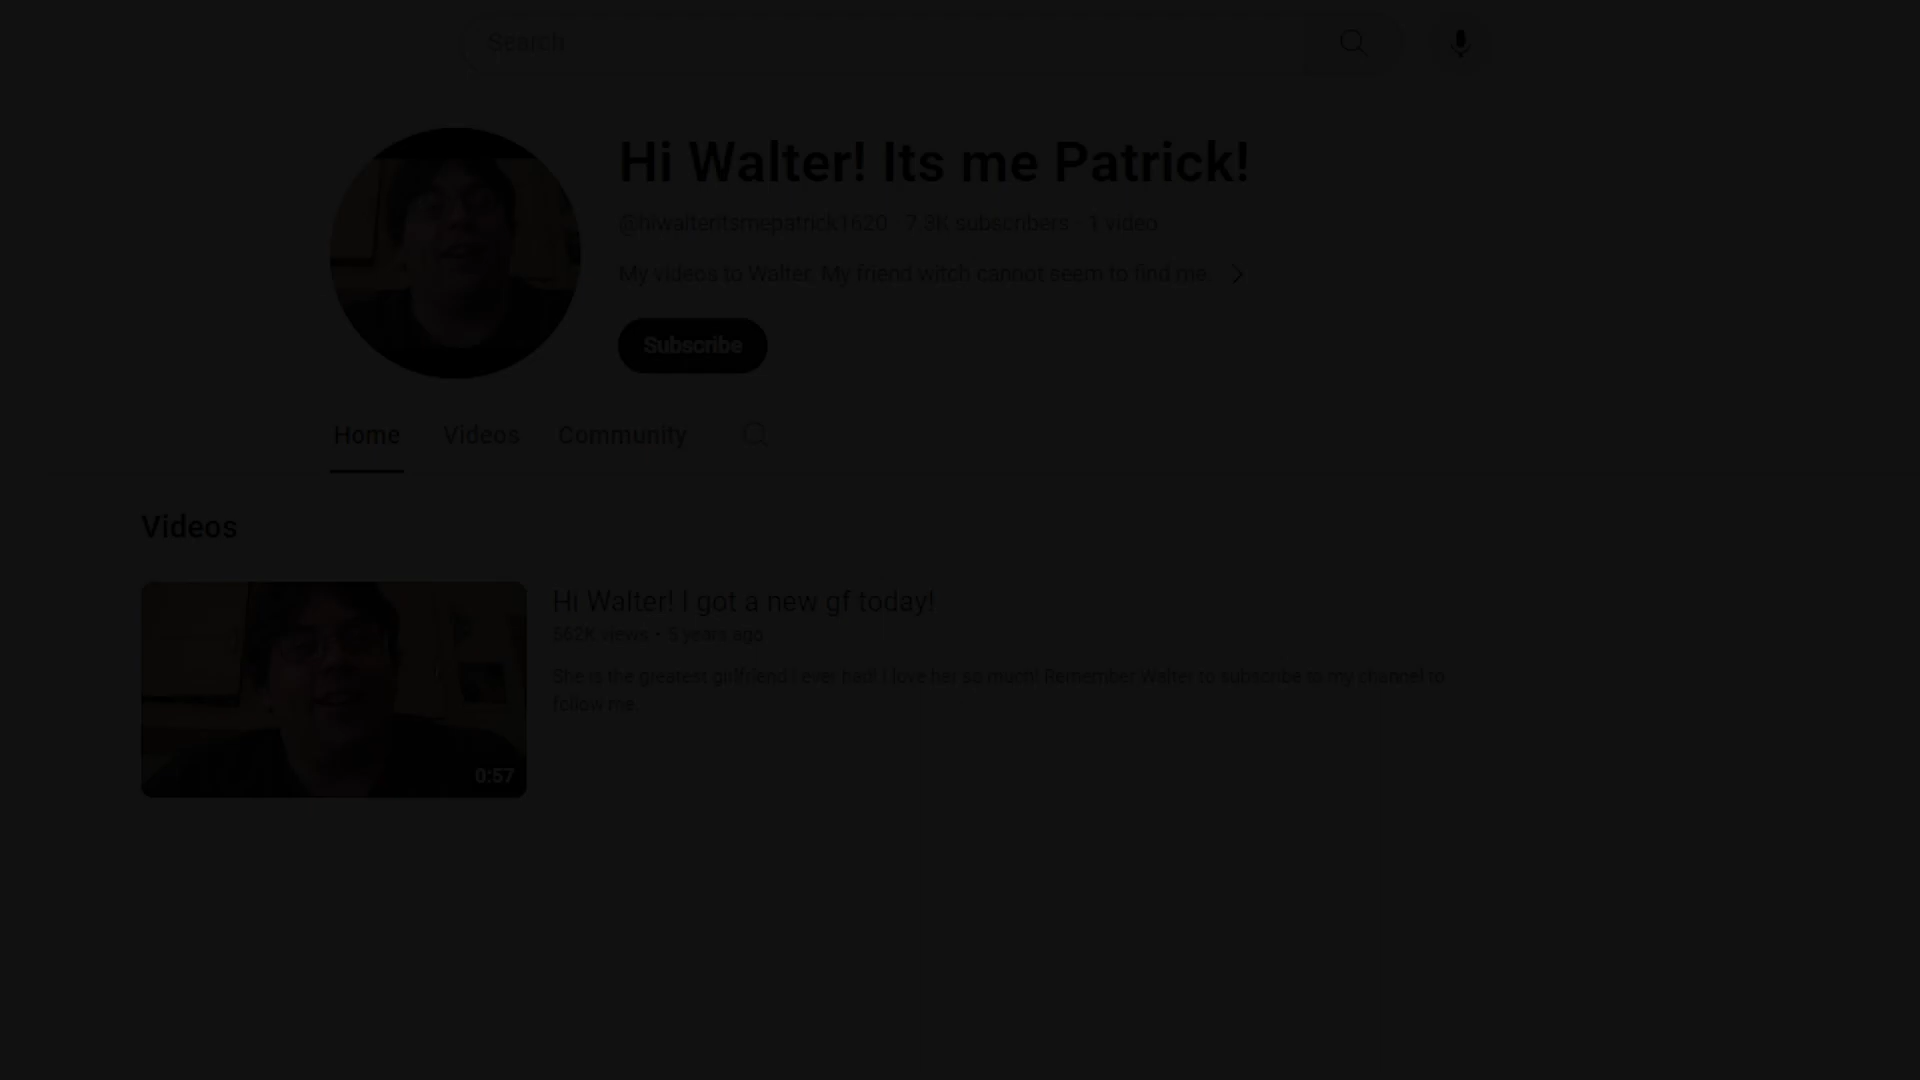 Search
Hi Walter! Its me Patrick!
@hiwalteritsmepatrick1620 7.3K subscribers 1 video
My videos to Walter. My friend witch cannot seem to find me.
Subscribe
Home Videos Community
Videos
Hi Walter! I got a new gf today!
662K views • 5 years ago
She is the greatest girlfriend I ever had! I love her so much! Remember Walter to subscribe to my channel to
follow me.
0:57